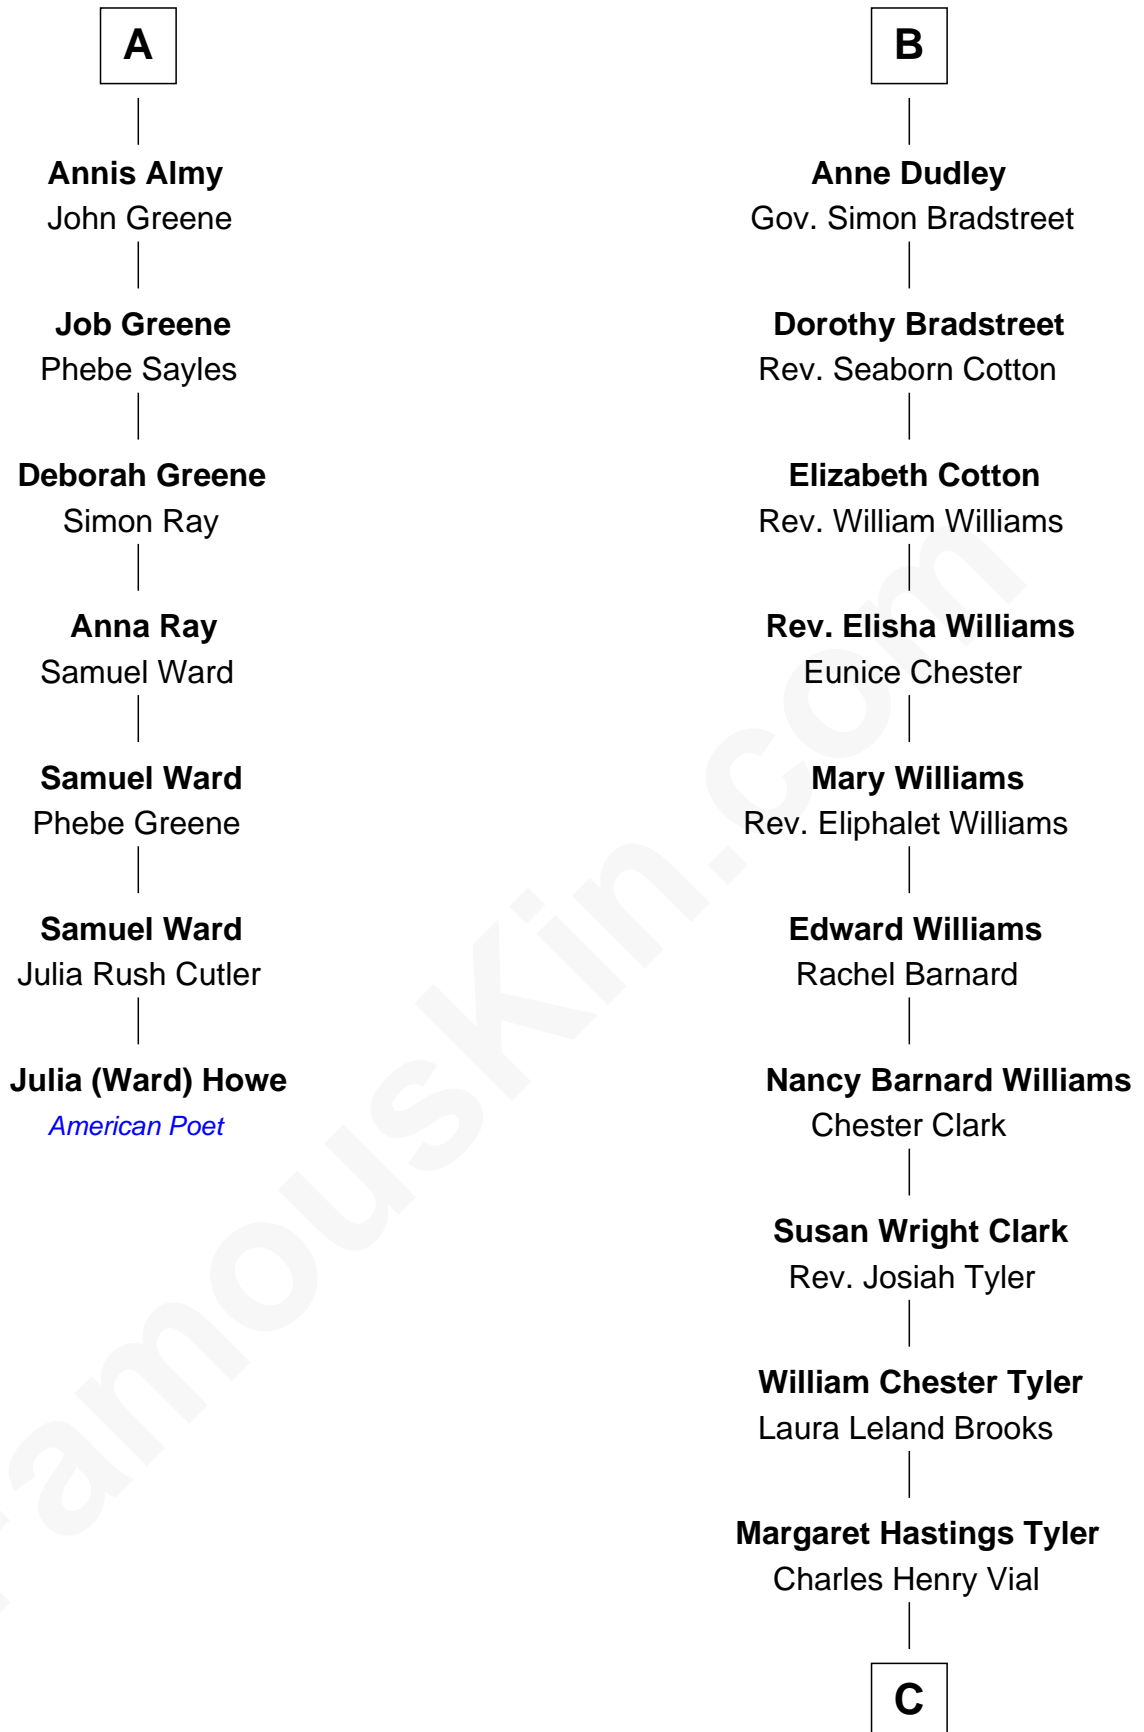 A
Annis Almy
John Greene
Job Greene
Phebe Sayles
Deborah Greene
Simon Ray
Anna Ray
Samuel Ward
Samuel Ward
Phebe Greene
Samuel Ward
Julia Rush Cutler
Julia (Ward) Howe
American Poet
B
Anne Dudley
Gov. Simon Bradstreet
Dorothy Bradstreet
Rev. Seaborn Cotton
Elizabeth Cotton
Rev. William Williams
Rev. Elisha Williams
Eunice Chester
Mary Williams
Rev. Eliphalet Williams
Edward Williams
Rachel Barnard
Nancy Barnard Williams
Chester Clark
Susan Wright Clark
Rev. Josiah Tyler
William Chester Tyler
Laura Leland Brooks
Margaret Hastings Tyler
Charles Henry Vial
C
FamousKin.com